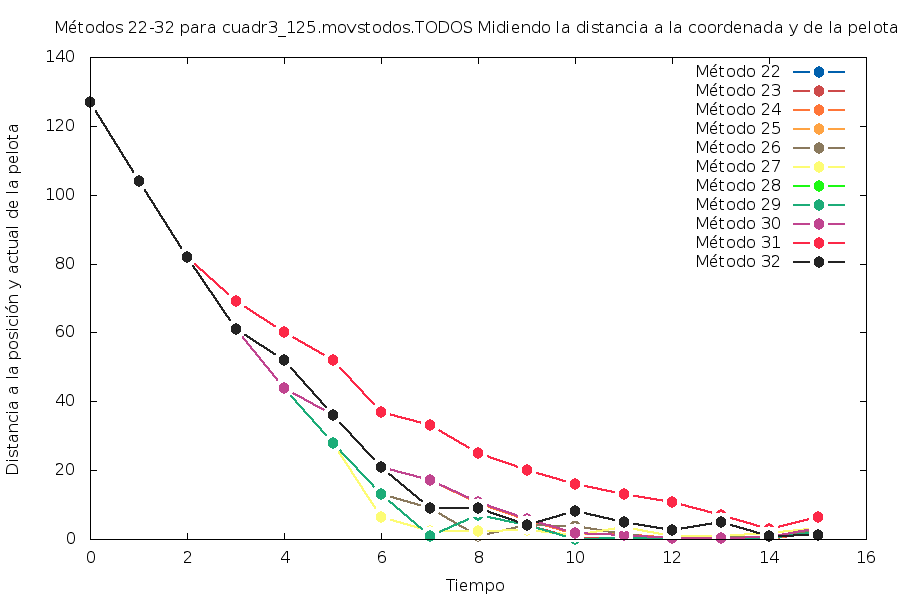 Métodos 22-32 para cuadr3_125.movstodos.TODOS Midiendo la distancia a la coordenada y de la pelota
Distancia a la posición y actual de la pelota
140
120
100
80
60
40
20
0
Método 22
Método 23
Método 24
Método 25
Método 26
Método 27
Método 28
Método 29
Método 30
Método 31
Método 32
0 2 4 6 8 10 12 14 16
Tiempo